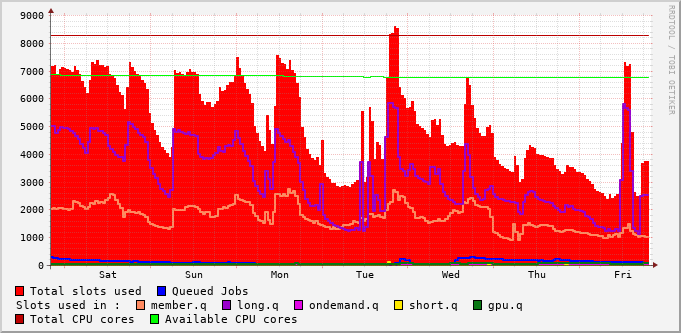 RRDTOOL / TOBI OETIKER
9000
8000
7000
6000
5000
4000
3000
2000
1000
0
Sat Sun Mon Tue Wed Thu Fri
Total slots used Queued Jobs
Slots used in : member.q long.q ondemand.q short.q gpu.q
Total CPU cores Available CPU cores